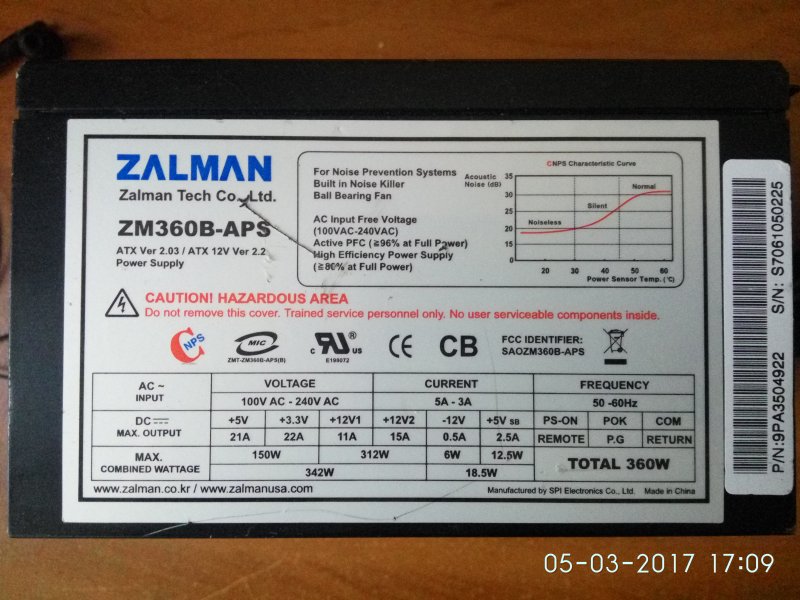 ZALMAN
Zalman Tech Co., Ltd.
ZM360B-APS
ATX Ver 2.03 / ATX 12V Ver 2.2
Power Supply
For Noise Prevention Systems
Built in Noise Killer
Ball Bearing Fan
AC Input Free Voltage
(100VAC-240VAC)
Active PFC (≧96% at Full Power)
High Efficiency Power Supply
(≧80% at Full Power)
CNPS Characteristic Curve
Acoustic
Noise (dB)
35
30
25
20
15
10
5
0
Noiseless
Silent
Normal
20 30 40 50 60
Power Sensor Temp. (℃)
CAUTION! HAZARDOUS AREA
Do not remove this cover. Trained service personnel only. No user serviceable components inside.
CNPS
MIC
ZMT-ZM360B-APS(B)
c RU us
E198072
CE
CB
FCC IDENTIFIER:
SAOZM360B-APS
AC ~ INPUT VOLTAGE CURRENT FREQUENCY
100V AC - 240V AC 5A - 3A 50 -60Hz
DC MAX. OUTPUT +5V +3.3V +12V1 +12V2 -12V +5V SB PS-ON POK COM
21A 22A 11A 15A 0.5A 2.5A REMOTE P.G RETURN
MAX. COMBINED WATTAGE 150W 312W 6W 12.5W TOTAL 360W
342W 18.5W
www.zalman.co.kr / www.zalmanusa.com
Manufactured by SPI Electronics Co., Ltd. Made in China
P/N:9PA3504922 S/N: S7061050225
05-03-2017 17:09